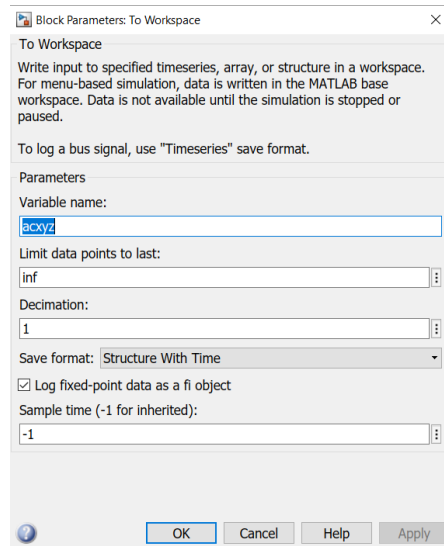 Block Parameters: To Workspace
To Workspace
Write input to specified timeseries, array, or structure in a workspace.
For menu-based simulation, data is written in the MATLAB base
workspace. Data is not available until the simulation is stopped or
paused.
To log a bus signal, use "Timeseries" save format.
Parameters
Variable name:
acxyz
Limit data points to last:
inf
Decimation:
1
Save format: Structure With Time
Log fixed-point data as a fi object
Sample time (-1 for inherited):
-1
OK Cancel Help Apply